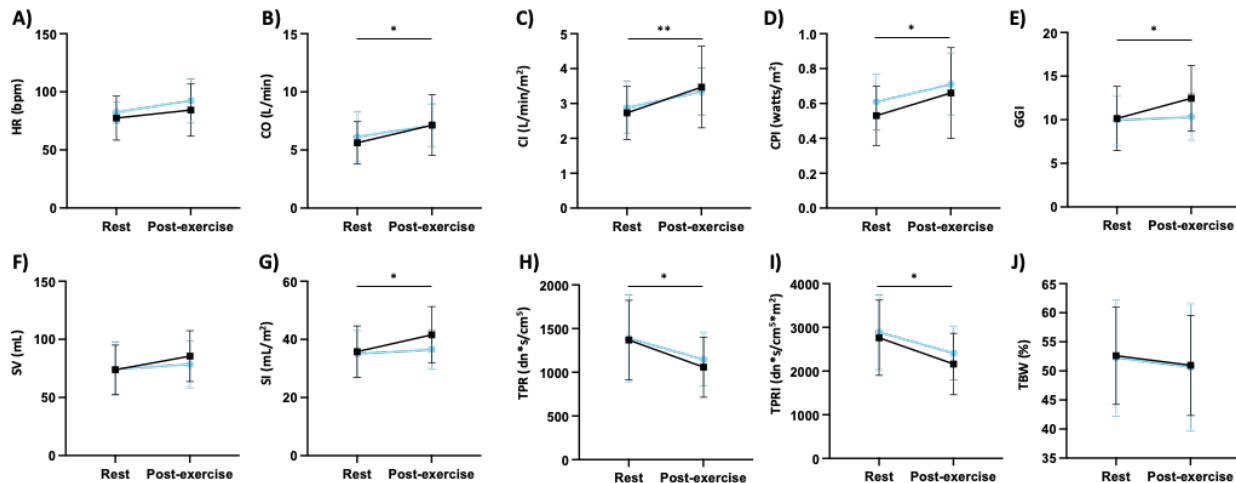 A)
HR (bpm)
150
100
50
0
Rest Post-exercise
B)
CO (L/min)
15
10
5
0
*
Rest Post-exercise
C)
CI (L/min/m²)
5
4
3
2
1
0
**
Rest Post-exercise
D)
CPI (watts/m²)
1.0
0.8
0.6
0.4
0.2
0.0
*
Rest Post-exercise
E)
GGI
20
15
10
5
0
*
Rest Post-exercise
F)
SV (mL)
150
100
50
0
Rest Post-exercise
G)
SI (mL/m²)
60
40
20
0
*
Rest Post-exercise
H)
TPR (dn*s/cm⁵)
2000
1500
1000
500
0
*
Rest Post-exercise
I)
TPRI (dn*s/cm⁵*m²)
4000
3000
2000
1000
0
*
Rest Post-exercise
J)
TBW (%)
65
60
55
50
45
40
35
Rest Post-exercise